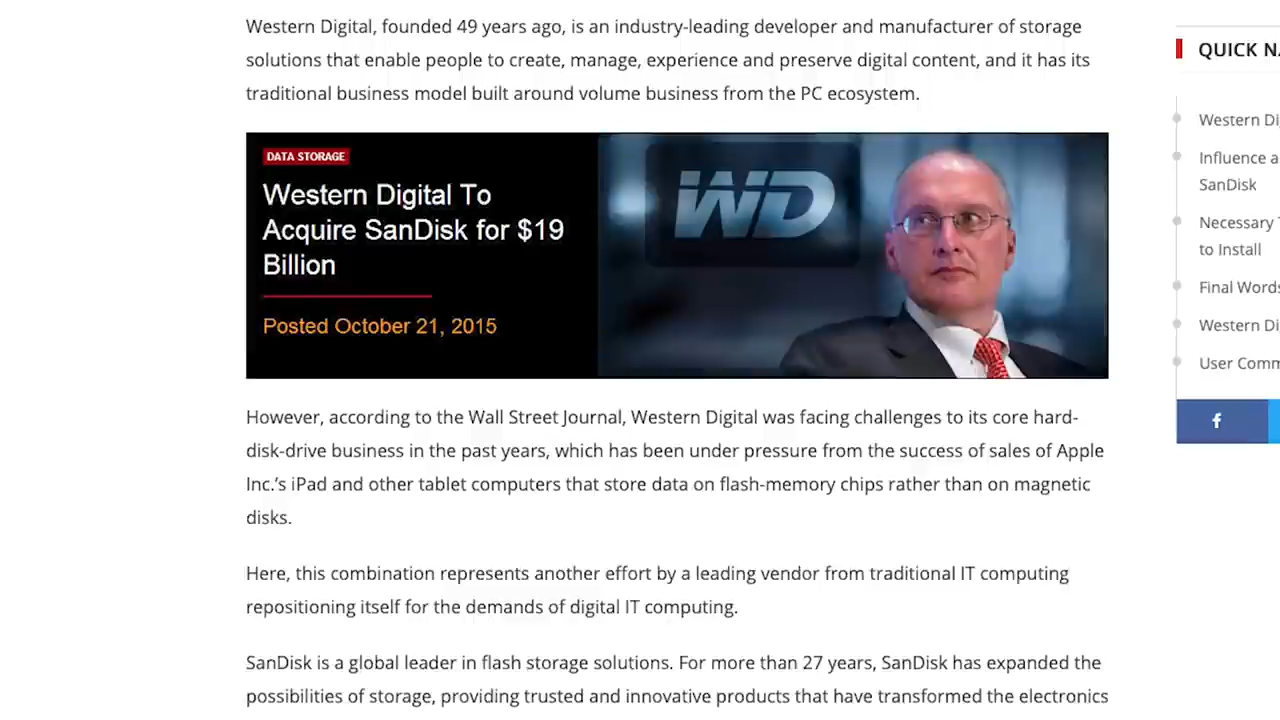 Western Digital, founded 49 years ago, is an industry-leading developer and manufacturer of storage
solutions that enable people to create, manage, experience and preserve digital content, and it has its
traditional business model built around volume business from the PC ecosystem.
DATA STORAGE
Western Digital To
Acquire SanDisk for $19
Billion
Posted October 21, 2015
WD
However, according to the Wall Street Journal, Western Digital was facing challenges to its core hard-
disk-drive business in the past years, which has been under pressure from the success of sales of Apple
Inc.’s iPad and other tablet computers that store data on flash-memory chips rather than on magnetic
disks.
Here, this combination represents another effort by a leading vendor from traditional IT computing
repositioning itself for the demands of digital IT computing.
SanDisk is a global leader in flash storage solutions. For more than 27 years, SanDisk has expanded the
possibilities of storage, providing trusted and innovative products that have transformed the electronics
QUICK NA
Western Di
Influence a
SanDisk
Necessary
to Install
Final Words
Western Di
User Comm
f